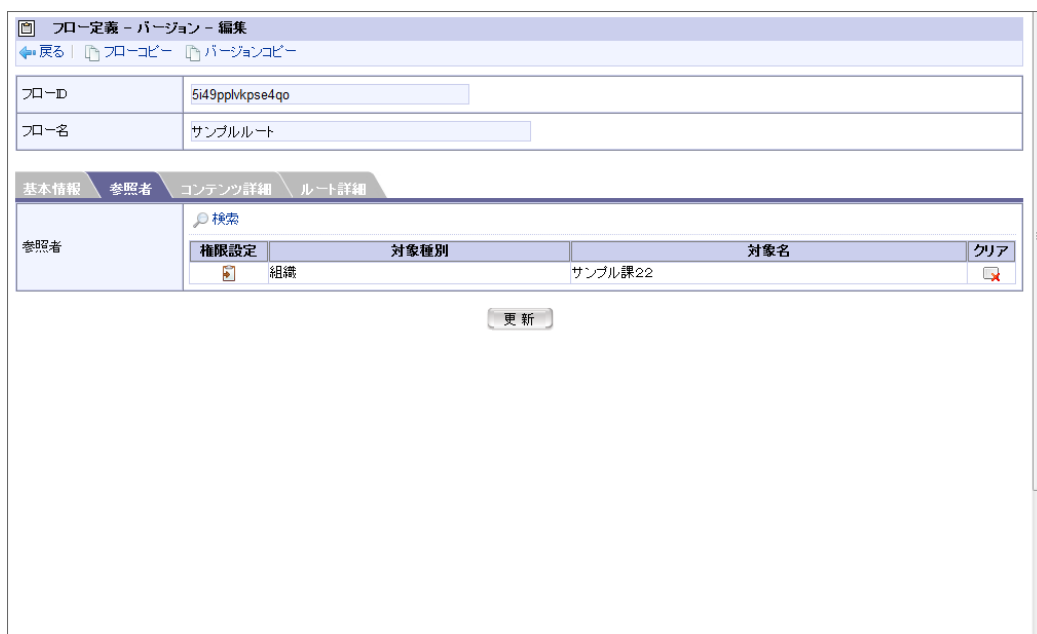 フロー定義 - バージョン - 編集
戻る | フローコピー バージョンコピー
フローID 5i49pplvkpse4qo
フロー名 サンプルルート
基本情報 参照者 コンテンツ詳細 ルート詳細
検索
参照者
権限設定 対象種別 対象名 クリア
組織 サンプル課22
更新